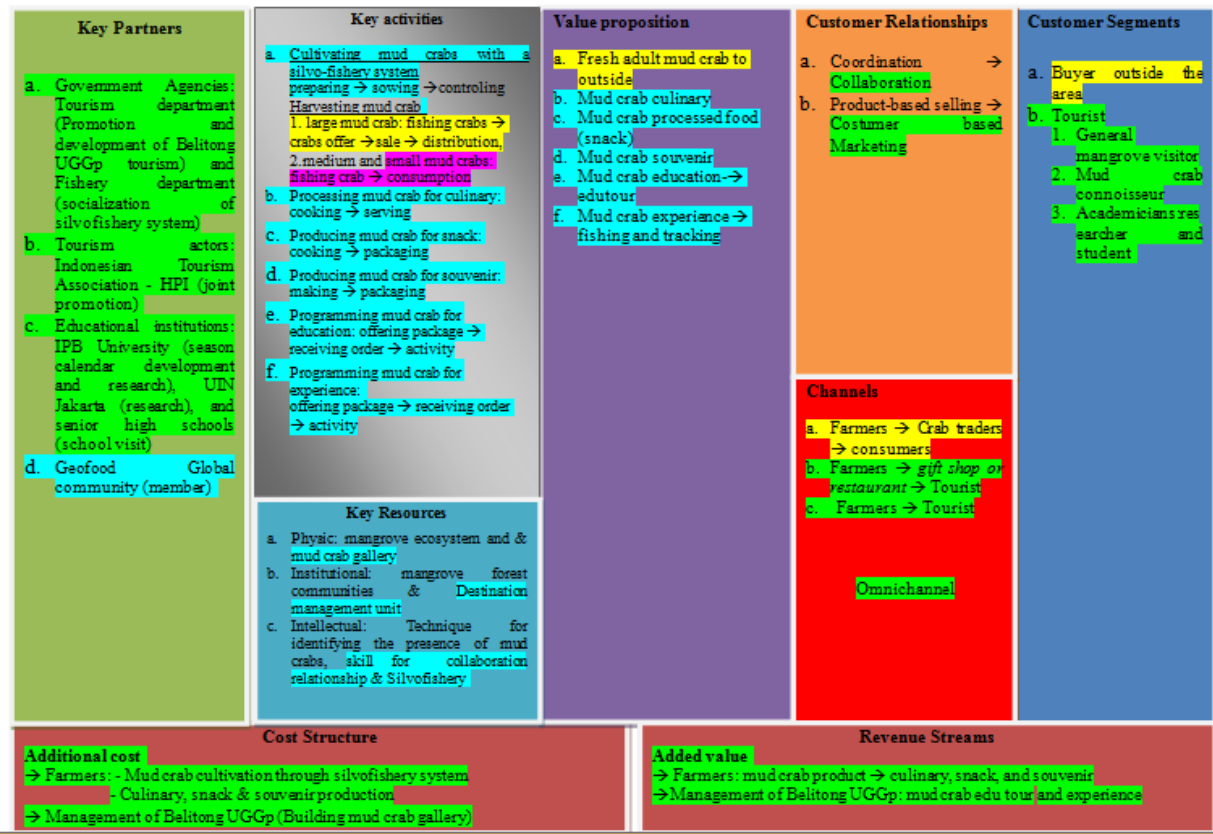 Key Partners
a. Government Agencies:
Tourism department
(Promotion and
development of Belitong
UGGp tourism) and
Fishery department
(socialization of
silvofishery system)
b. Tourism actors:
Indonesian Tourism
Association - HPI (joint
promotion)
c. Educational institutions:
IPB University (season
calendar development
and research), UIN
Jakarta (research), and
senior high schools
(school visit)
d. Geofood Global
community (member)
Key activities
a. Cultivating mud crabs with a
silvo-fishery system
preparing → sowing → controling
Harvesting mud crab
1. large mud crab: fishing crabs →
crabs offer → sale → distribution,
2. medium and small mud crabs:
fishing crab → consumption
b. Processing mud crab for culinary:
cooking → serving
c. Producing mud crab for snack:
cooking → packaging
d. Producing mud crab for souvenir:
making → packaging
e. Programming mud crab for
education: offering package →
receiving order → activity
f. Programming mud crab for
experience:
offering package → receiving order
→ activity
Key Resources
a. Physic: mangrove ecosystem and &
mud crab gallery
b. Institutional: mangrove forest
communities & Destination
management unit
c. Intellectual: Technique for
identifying the presence of mud
crabs, skill for collaboration
relationship & Silvofishery
Value proposition
a. Fresh adult mud crab to
outside
b. Mud crab culinary
c. Mud crab processed food
(snack)
d. Mud crab souvenir
e. Mud crab education-→
edutour
f. Mud crab experience →
fishing and tracking
Customer Relationships
a. Coordination →
Collaboration
b. Product-based selling →
Costumer based
Marketing
Channels
a. Farmers → Crab traders
→ consumers
b. Farmers → gift shop or
restaurant → Tourist
c. Farmers → Tourist
Omnichannel
Customer Segments
a. Buyer outside the
area
b. Tourist
1. General
mangrove visitor
2. Mud crab
connoisseur
3. Academicians res
earcher and
student
Cost Structure
Additional cost
→ Farmers: - Mud crab cultivation through silvofishery system
- Culinary, snack & souvenir production
→ Management of Belitong UGGp (Building mud crab gallery)
Revenue Streams
Added value
→ Farmers: mud crab product → culinary, snack, and souvenir
→Management of Belitong UGGp: mud crab edu tour and experience